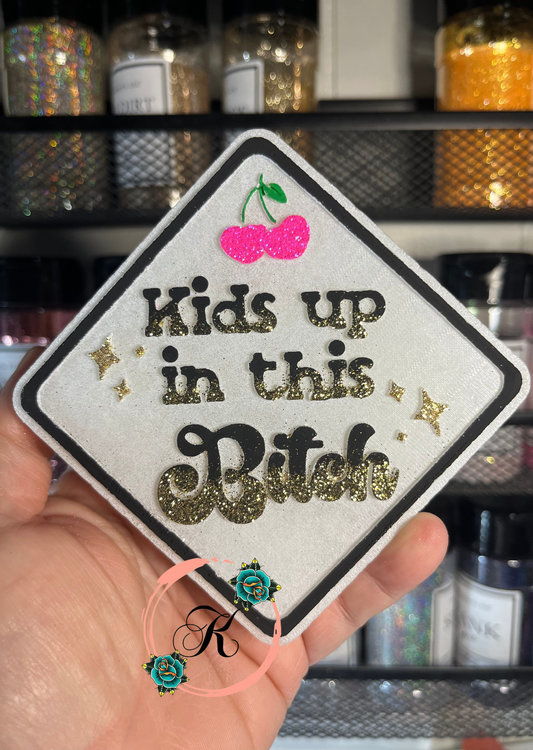 Kids up
in this
Bitch
K